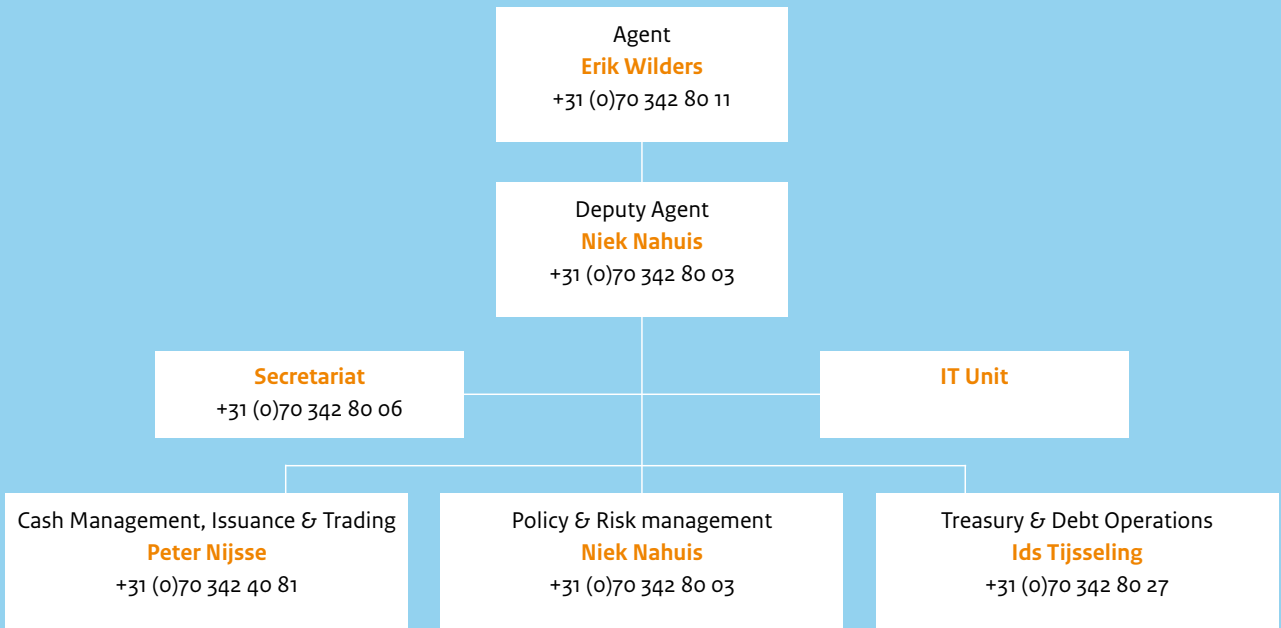 Agent
Erik Wilders
+31 (0)70 342 80 11
Deputy Agent
Niek Nahuis
+31 (0)70 342 80 03
Secretariat
+31 (0)70 342 80 06
IT Unit
Cash Management, Issuance & Trading
Peter Nijsse
+31 (0)70 342 40 81
Policy & Risk management
Niek Nahuis
+31 (0)70 342 80 03
Treasury & Debt Operations
Ids Tijsseling
+31 (0)70 342 80 27